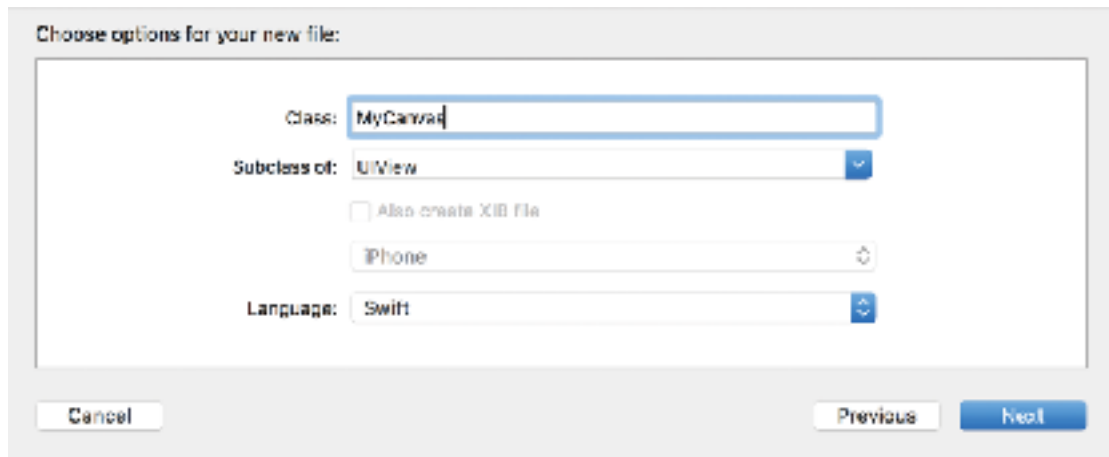 Choose options for your new file:
Class: MyCanvas
Subclass of: UIView
Also create XIB file
iPhone
Language: Swift
Cancel
Previous
Next